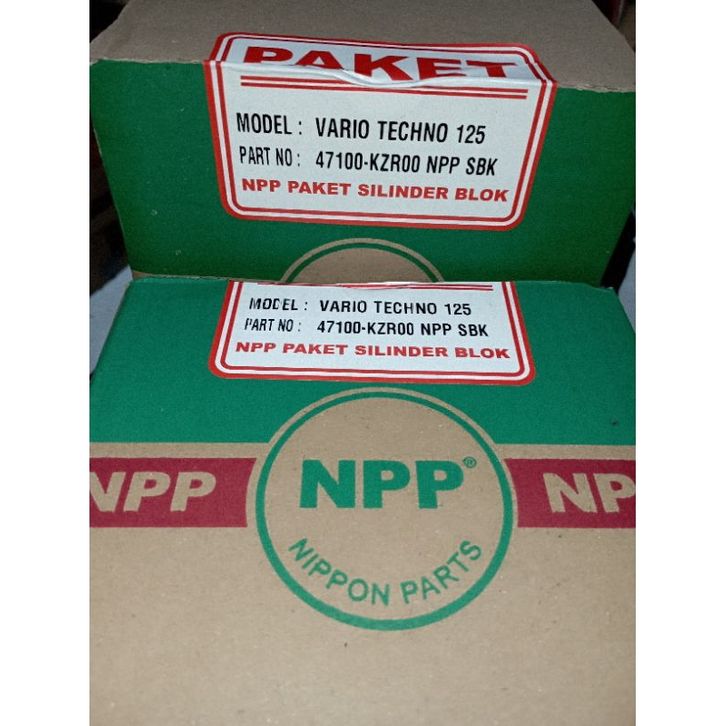 PAKET
MODEL : VARIO TECHNO 125
PART NO : 47100-KZR00 NPP SBK
NPP PAKET SILINDER BLOK
MODEL : VARIO TECHNO 125
PART NO : 47100-KZR00 NPP SBK
NPP PAKET SILINDER BLOK
NPP
NPP®
NP
NIPPON PARTS